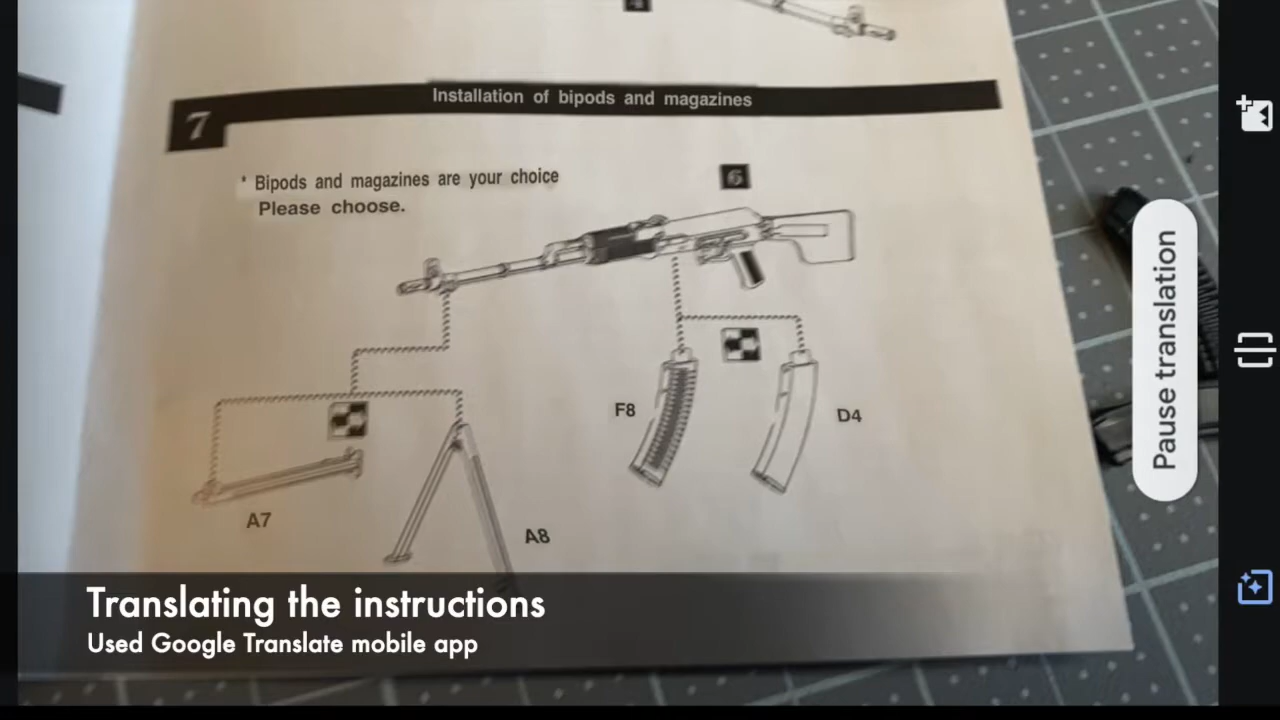 4
7
Installation of bipods and magazines
* Bipods and magazines are your choice
Please choose.
6
F8
D4
A7
A8
Pause translation
Translating the instructions
Used Google Translate mobile app